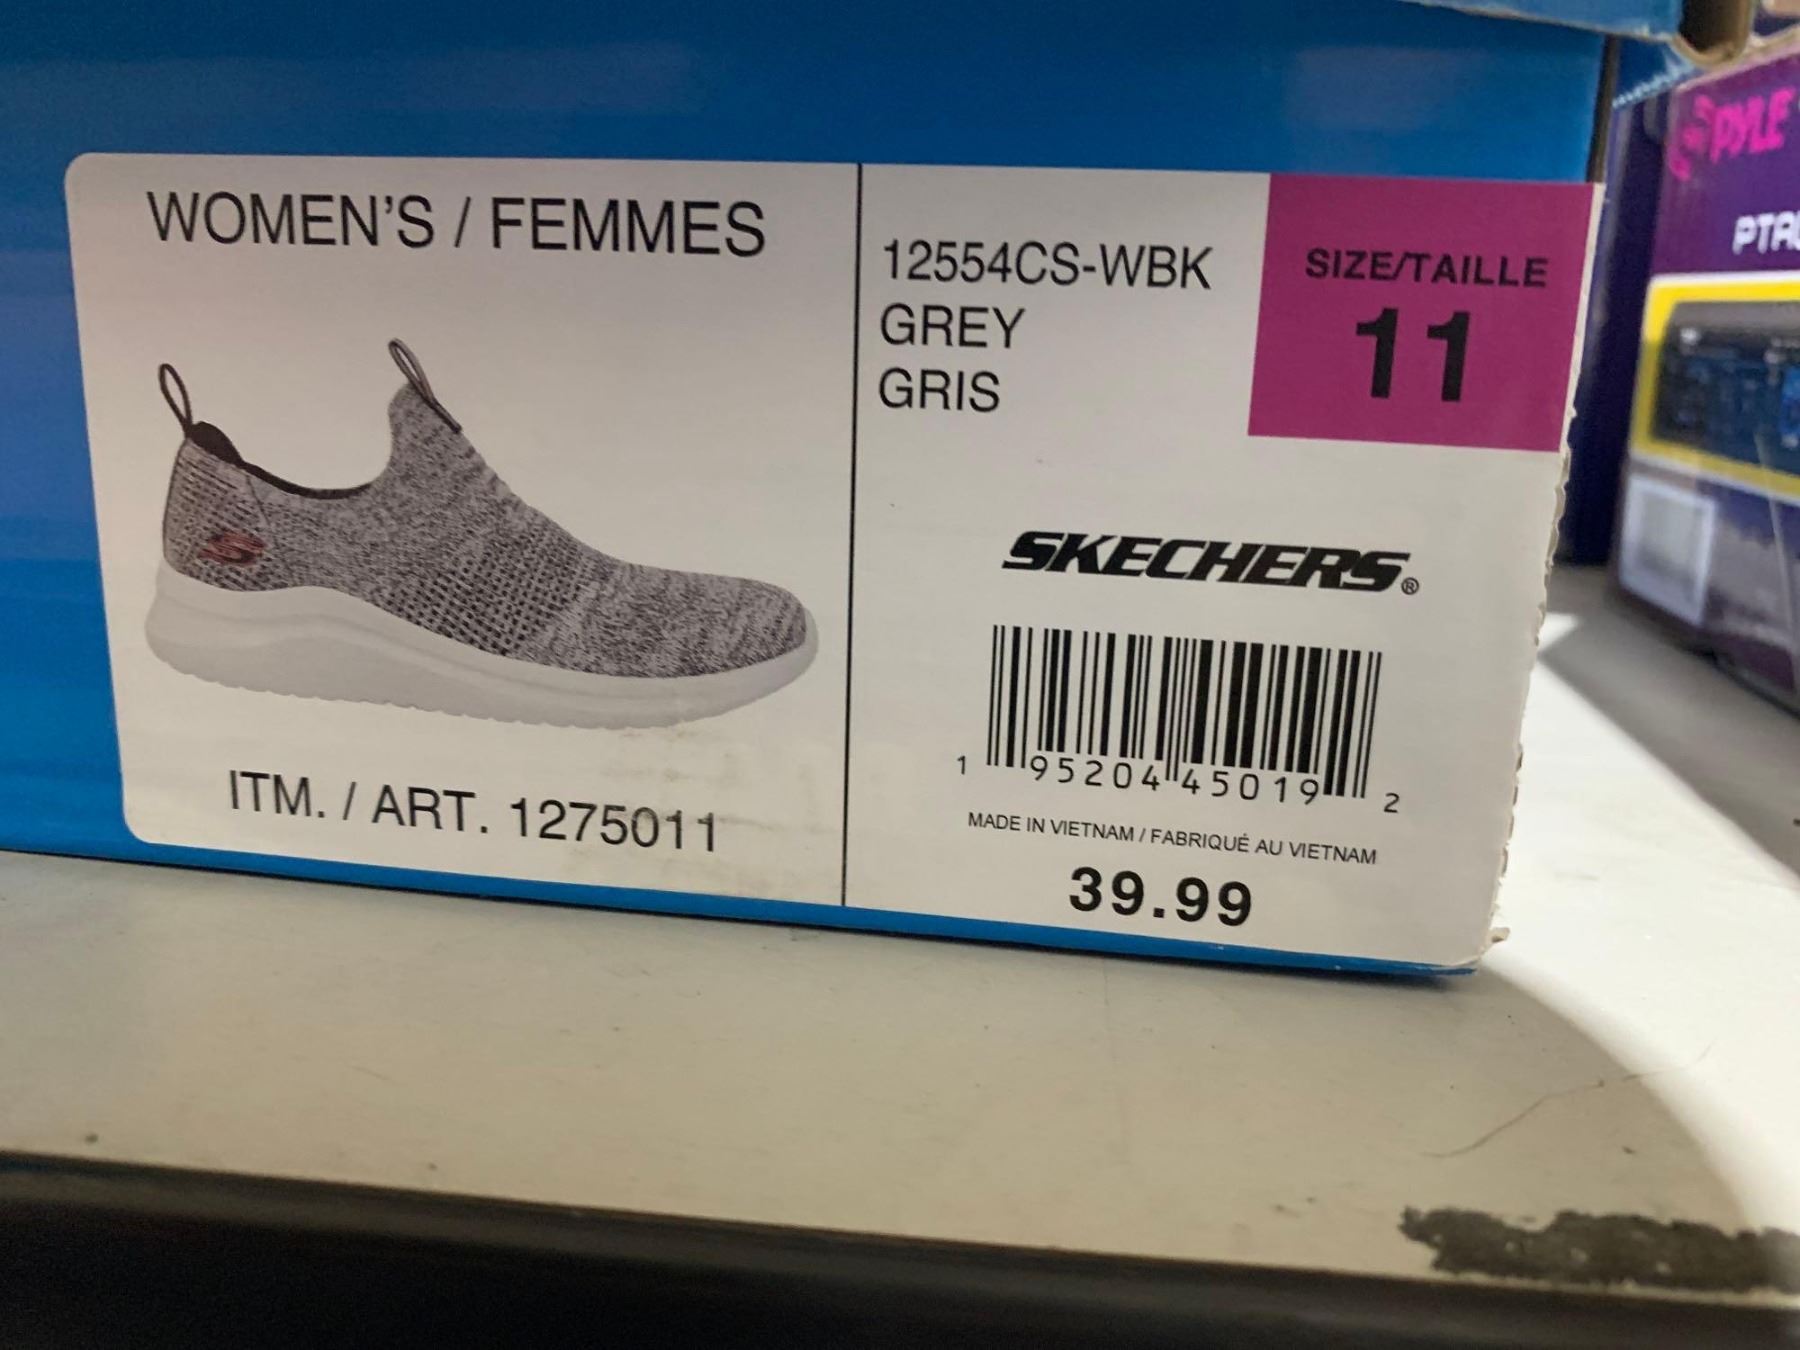 WOMEN'S / FEMMES
ITM. / ART. 1275011
12554CS-WBK
GREY
GRIS
SIZE/TAILLE
11
SKECHERS®
1 95204 45019 2
MADE IN VIETNAM / FABRIQUÉ AU VIETNAM
39.99
PYLE